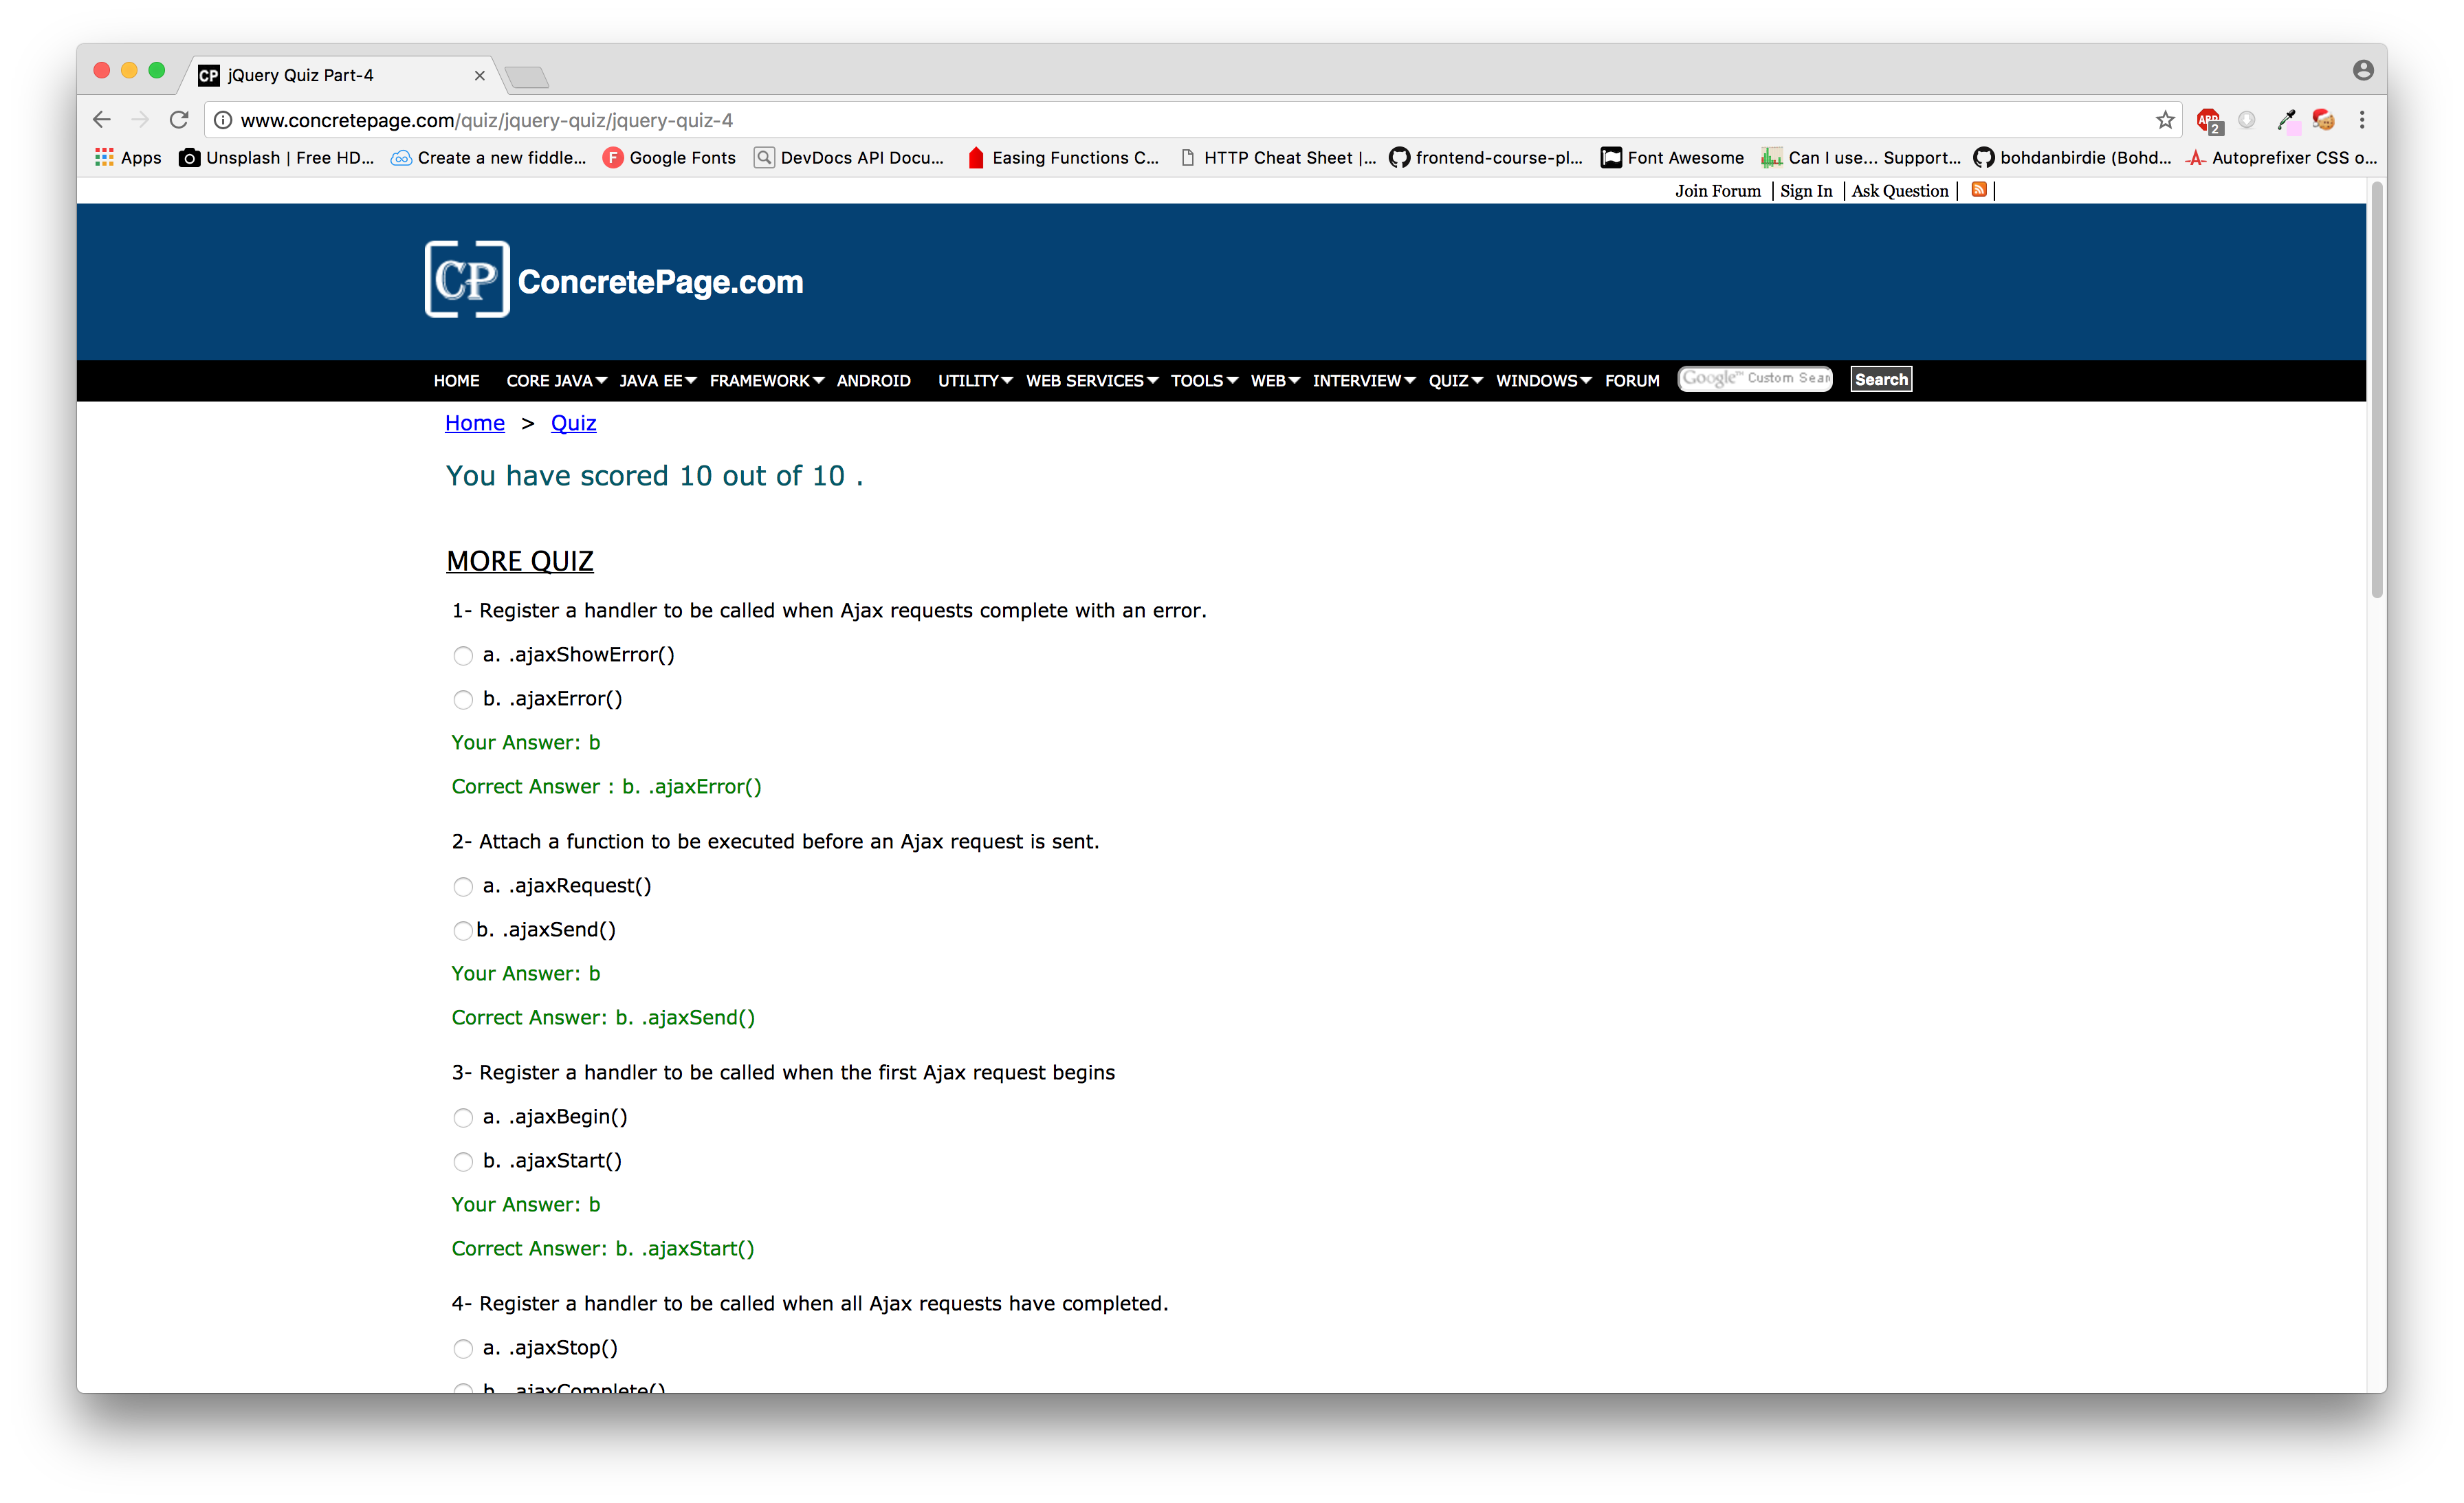 CP jQuery Quiz Part-4
www.concretepage.com/quiz/jquery-quiz/jquery-quiz-4
ABP 2
Apps Unsplash | Free HD... Create a new fiddle... F Google Fonts DevDocs API Docu... Easing Functions C... HTTP Cheat Sheet |... frontend-course-pl... Font Awesome Can I use... Support... bohdanbirdie (Bohd... Autoprefixer CSS o...
Join Forum | Sign In | Ask Question | |
CP ConcretePage.com
HOME CORE JAVA JAVA EE FRAMEWORK ANDROID UTILITY WEB SERVICES TOOLS WEB INTERVIEW QUIZ WINDOWS FORUM Google™ Custom Sear Search
Home > Quiz
You have scored 10 out of 10 .
MORE QUIZ
1- Register a handler to be called when Ajax requests complete with an error.
a. .ajaxShowError()
b. .ajaxError()
Your Answer: b
Correct Answer : b. .ajaxError()
2- Attach a function to be executed before an Ajax request is sent.
a. .ajaxRequest()
b. .ajaxSend()
Your Answer: b
Correct Answer: b. .ajaxSend()
3- Register a handler to be called when the first Ajax request begins
a. .ajaxBegin()
b. .ajaxStart()
Your Answer: b
Correct Answer: b. .ajaxStart()
4- Register a handler to be called when all Ajax requests have completed.
a. .ajaxStop()
b. .ajaxComplete()